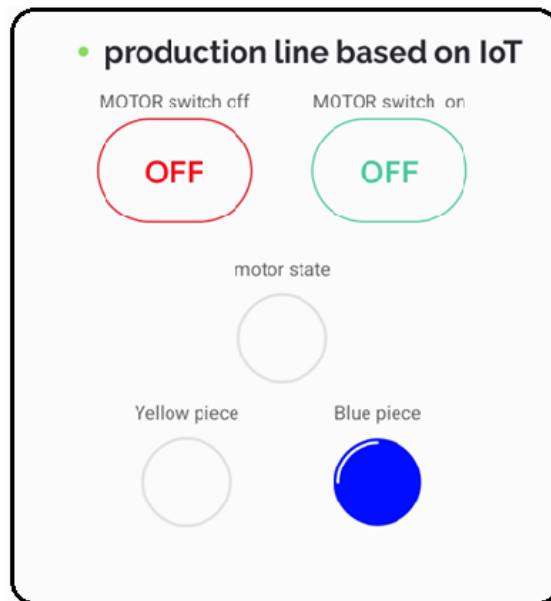 • production line based on IoT
MOTOR switch off
MOTOR switch on
OFF
OFF
motor state
Yellow piece
Blue piece